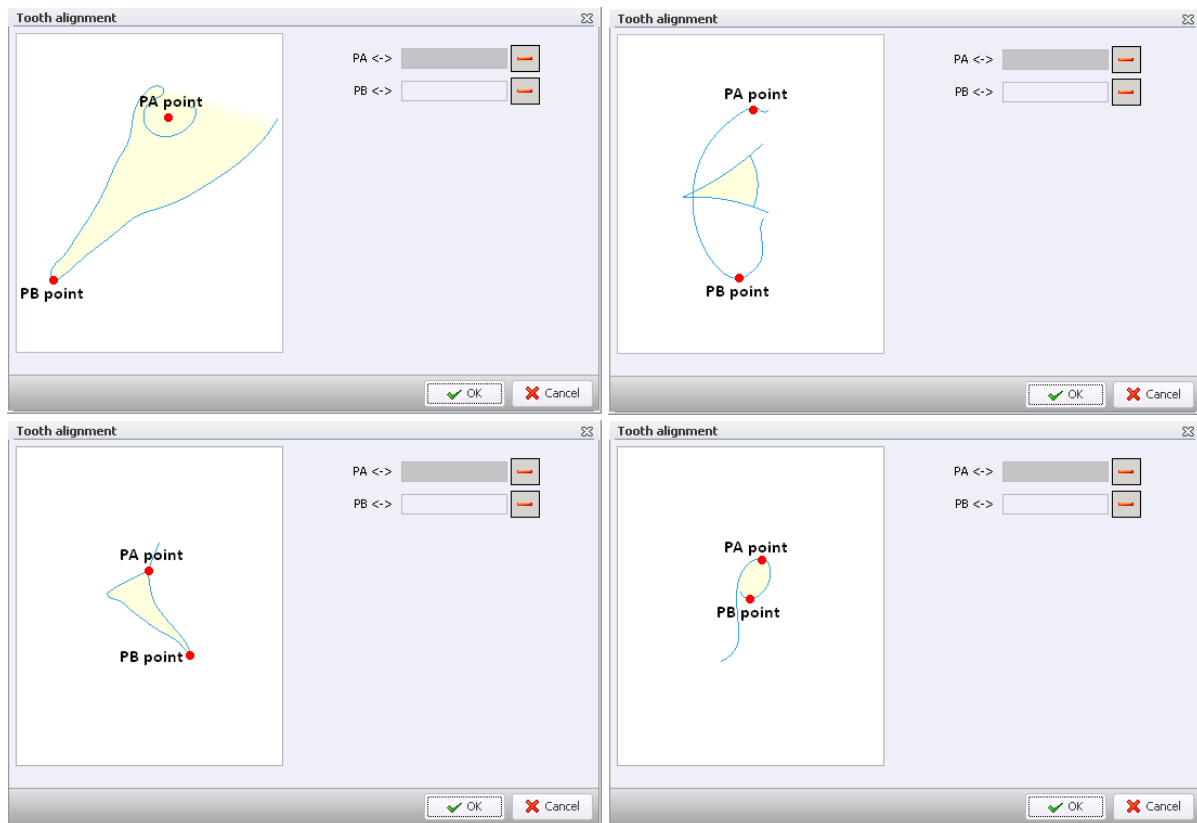 Tooth alignment
PA <->
PB <->
PA point
PB point
OK
Cancel
Tooth alignment
PA <->
PB <->
PA point
PB point
OK
Cancel
Tooth alignment
PA <->
PB <->
PA point
PB point
OK
Cancel
Tooth alignment
PA <->
PB <->
PA point
PB point
OK
Cancel